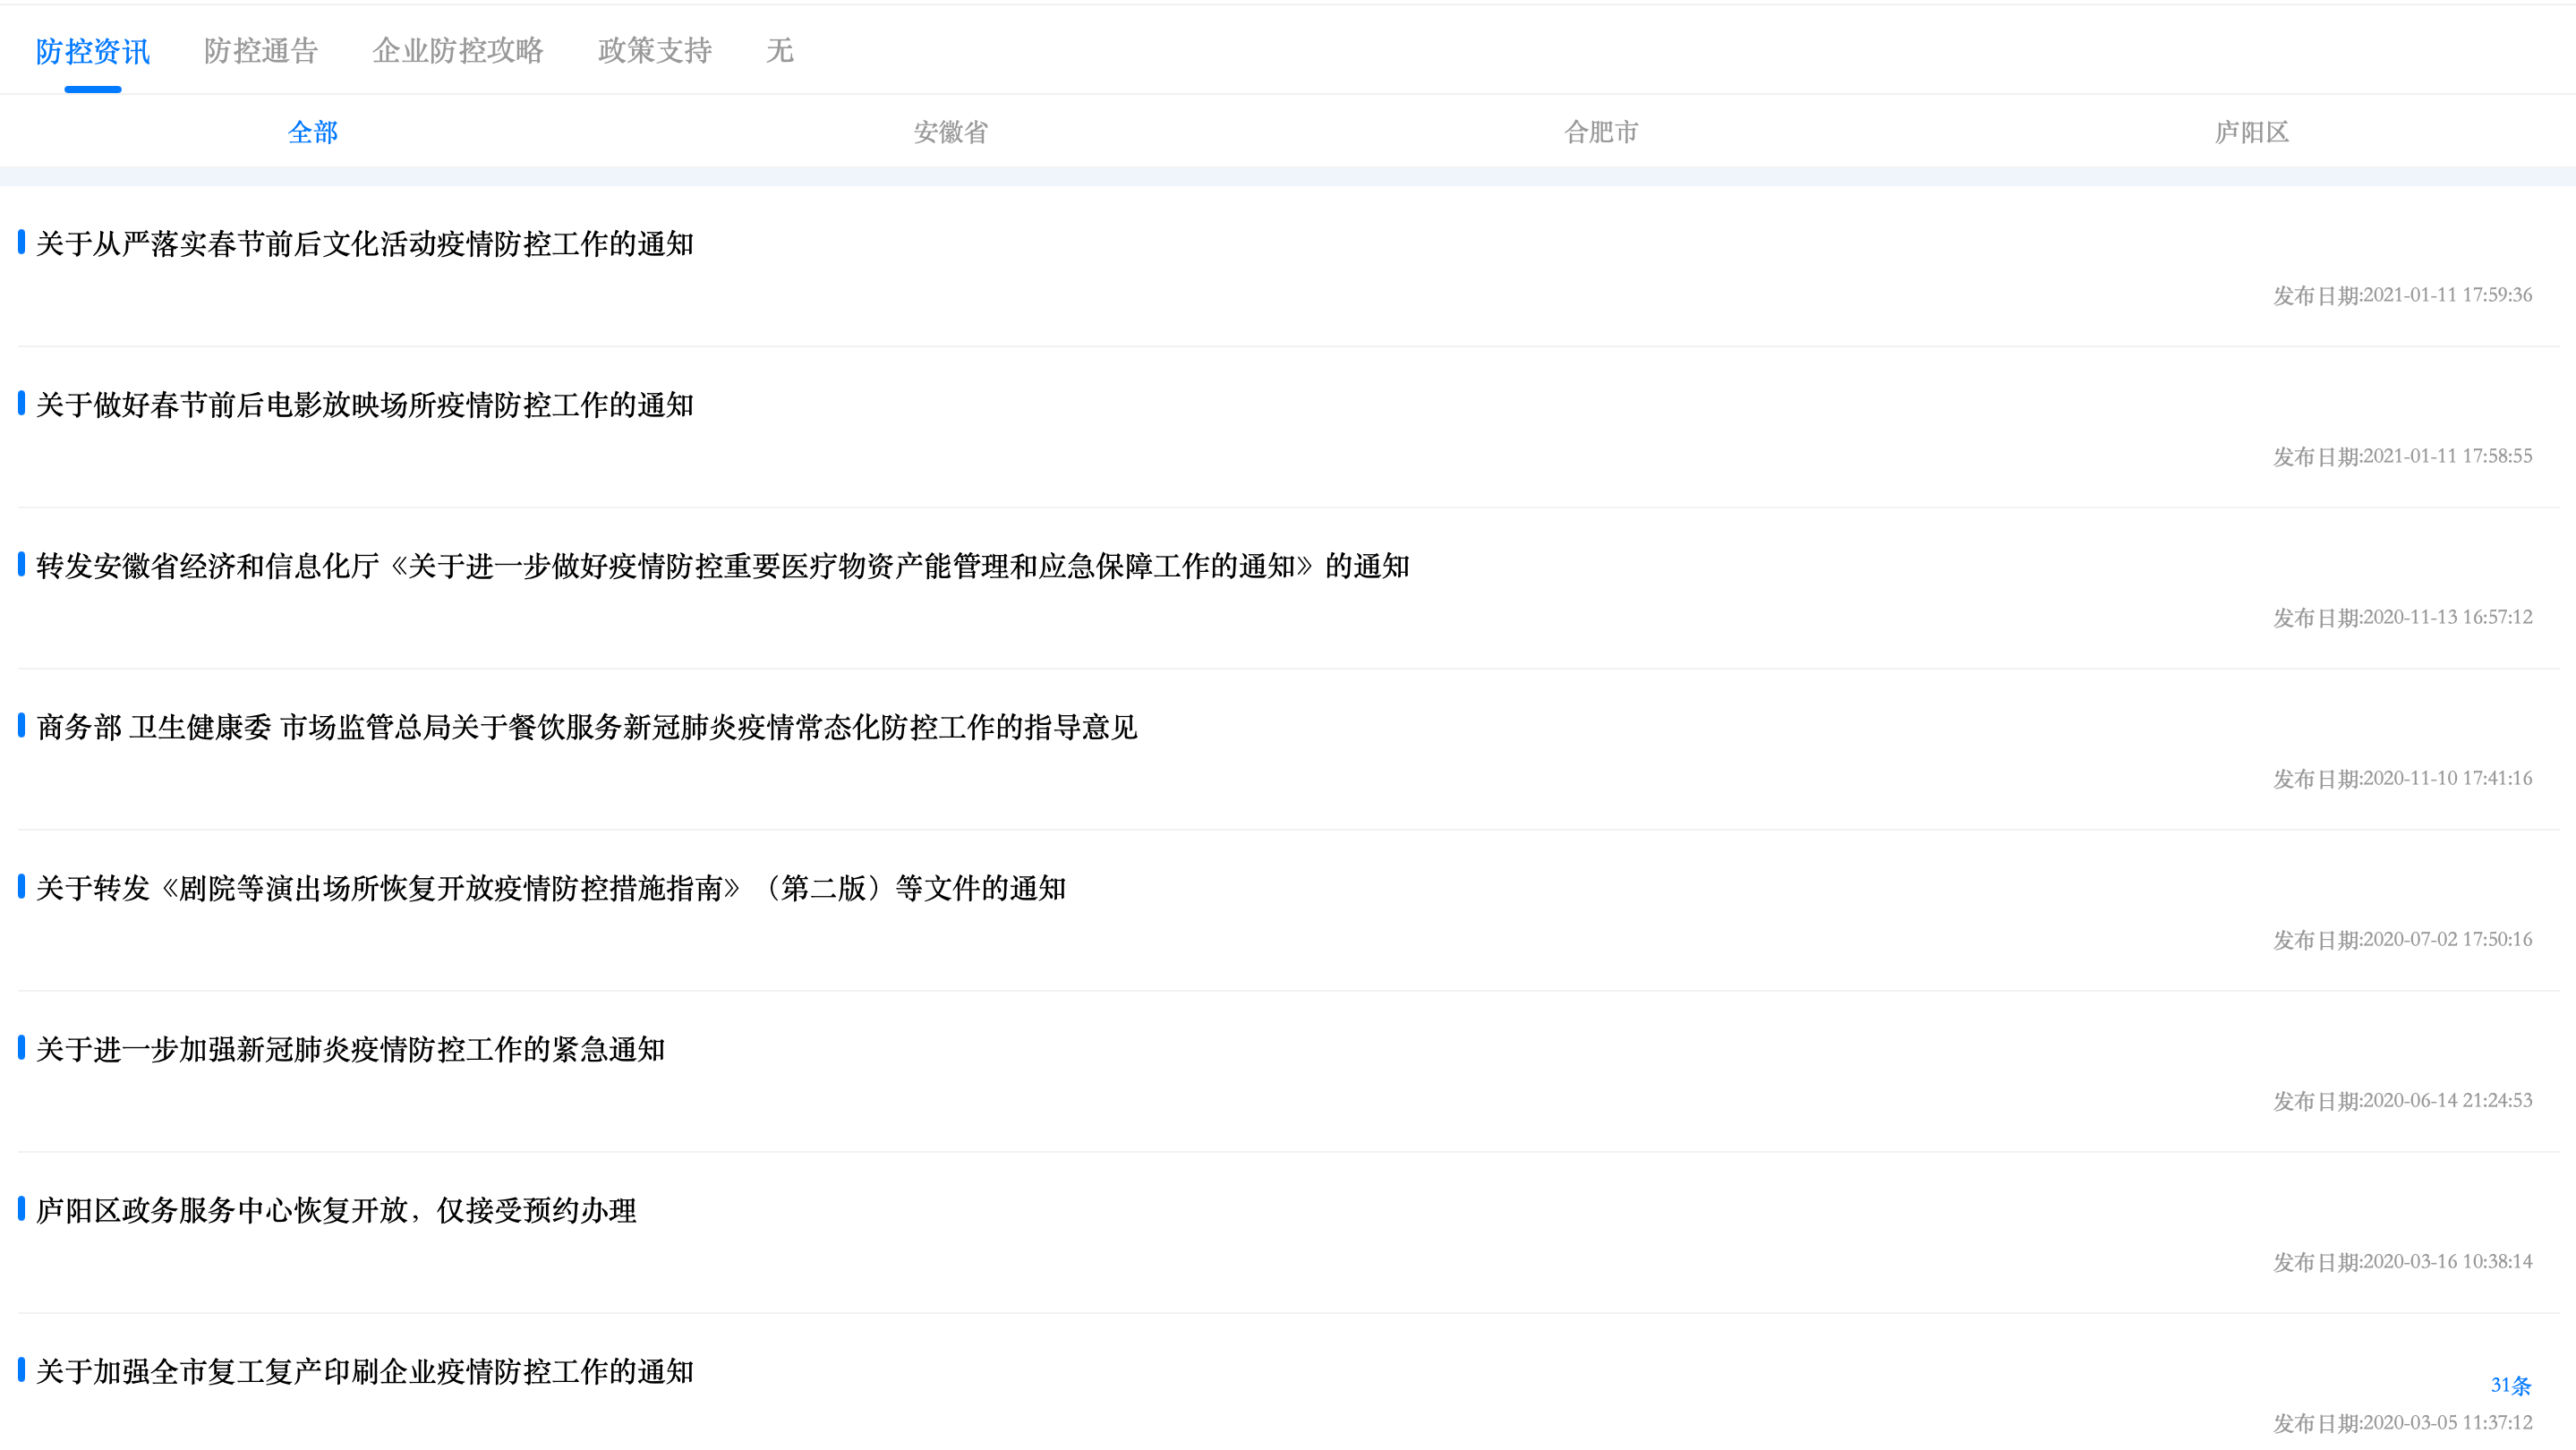 防控资讯 防控通告 企业防控攻略 政策支持 无
全部 安徽省 合肥市 庐阳区
关于从严落实春节前后文化活动疫情防控工作的通知
发布日期:2021-01-11 17:59:36
关于做好春节前后电影放映场所疫情防控工作的通知
发布日期:2021-01-11 17:58:55
转发安徽省经济和信息化厅《关于进一步做好疫情防控重要医疗物资产能管理和应急保障工作的通知》的通知
发布日期:2020-11-13 16:57:12
商务部 卫生健康委 市场监管总局关于餐饮服务新冠肺炎疫情常态化防控工作的指导意见
发布日期:2020-11-10 17:41:16
关于转发《剧院等演出场所恢复开放疫情防控措施指南》（第二版）等文件的通知
发布日期:2020-07-02 17:50:16
关于进一步加强新冠肺炎疫情防控工作的紧急通知
发布日期:2020-06-14 21:24:53
庐阳区政务服务中心恢复开放，仅接受预约办理
发布日期:2020-03-16 10:38:14
关于加强全市复工复产印刷企业疫情防控工作的通知
31条
发布日期:2020-03-05 11:37:12